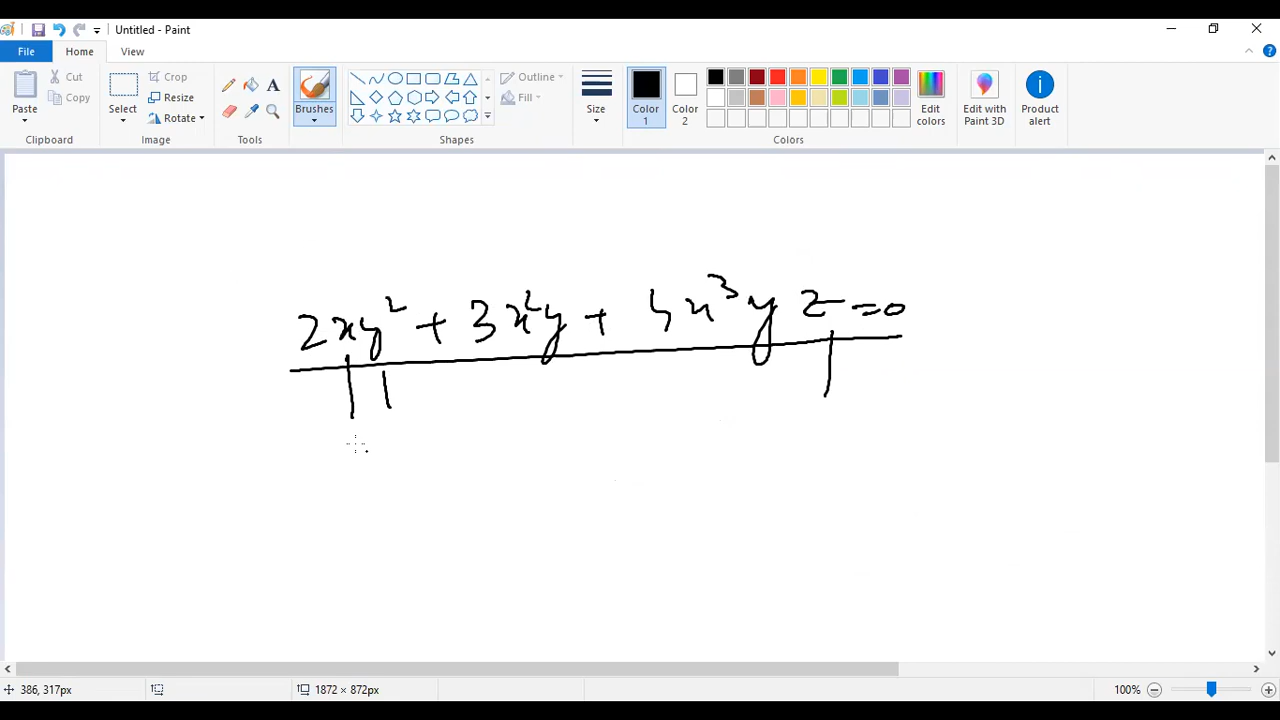 Untitled - Paint
File Home View
Paste
Cut
Copy
Clipboard
Select
Crop
Resize
Rotate
Image
A
Tools
Brushes
Shapes
Outline
Fill
Size
Color 1
Color 2
Colors
Edit colors
Edit with Paint 3D
Product alert
2xy² + 3x²y + 5x³y z = 0
386, 317px
1872 × 872px
100%